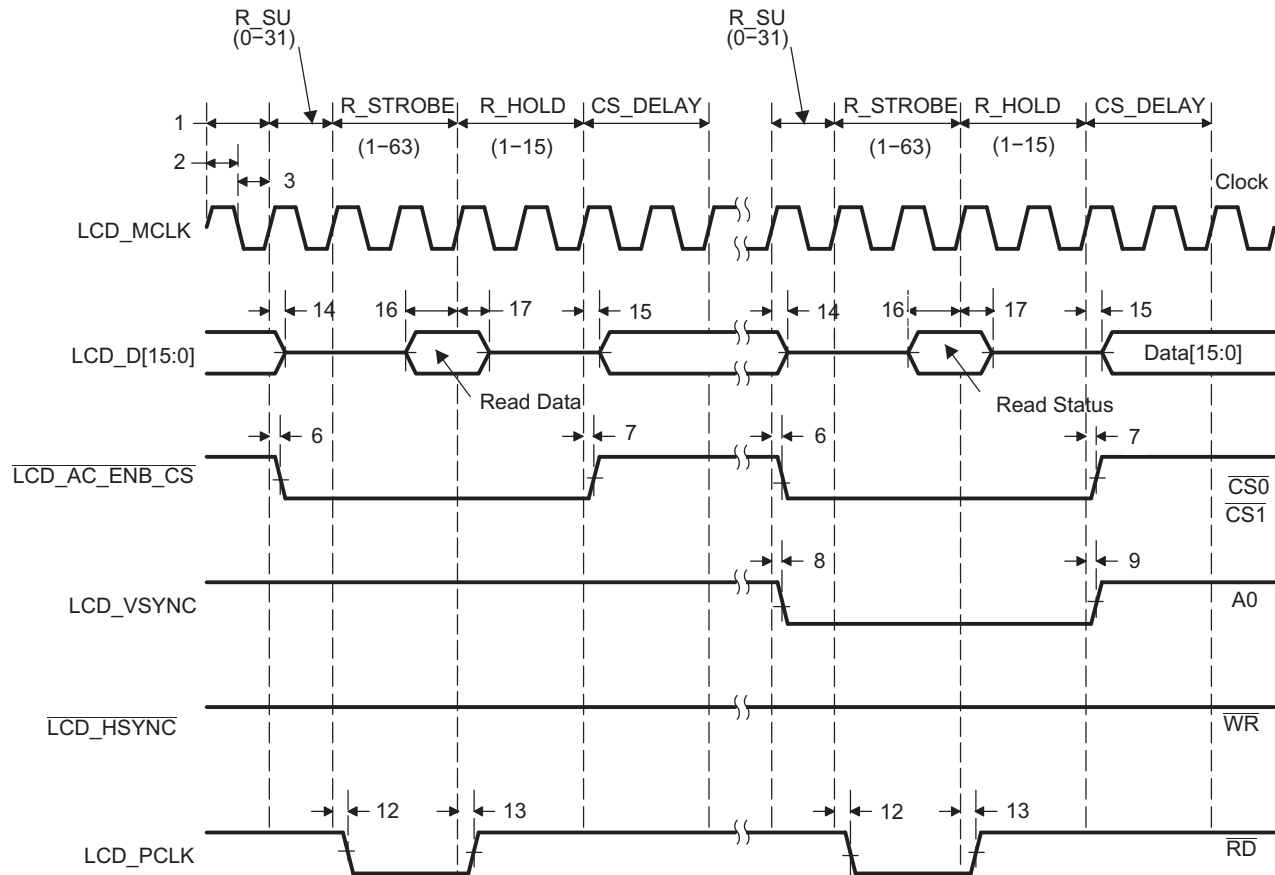 R_SU
(0−31)
R_SU
(0−31)
R_STROBE
R_HOLD
CS_DELAY
R_STROBE
R_HOLD
CS_DELAY
1
(1−63)
(1−15)
(1−63)
(1−15)
2
3
Clock
LCD_MCLK
14
16
17
15
14
16
17
15
LCD_D[15:0]
Data[15:0]
Read Data
Read Status
6
7
6
7
LCD_AC_ENB_CS
CS0
CS1
8
9
LCD_VSYNC
A0
LCD_HSYNC
WR
12
13
12
13
LCD_PCLK
RD